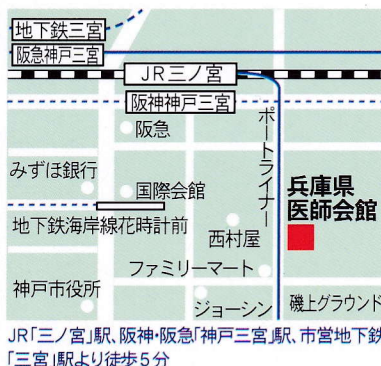 地下鉄三宮
阪急神戸三宮
JR三ノ宮
阪神神戸三宮
阪急
ポートライナー
みずほ銀行
国際会館
兵庫県
医師会館
地下鉄海岸線花時計前
西村屋
ファミリーマート
神戸市役所
ジョーシン
磯上グラウンド
JR「三ノ宮」駅、阪神・阪急「神戸三宮」駅、市営地下鉄
「三宮」駅より徒歩5分